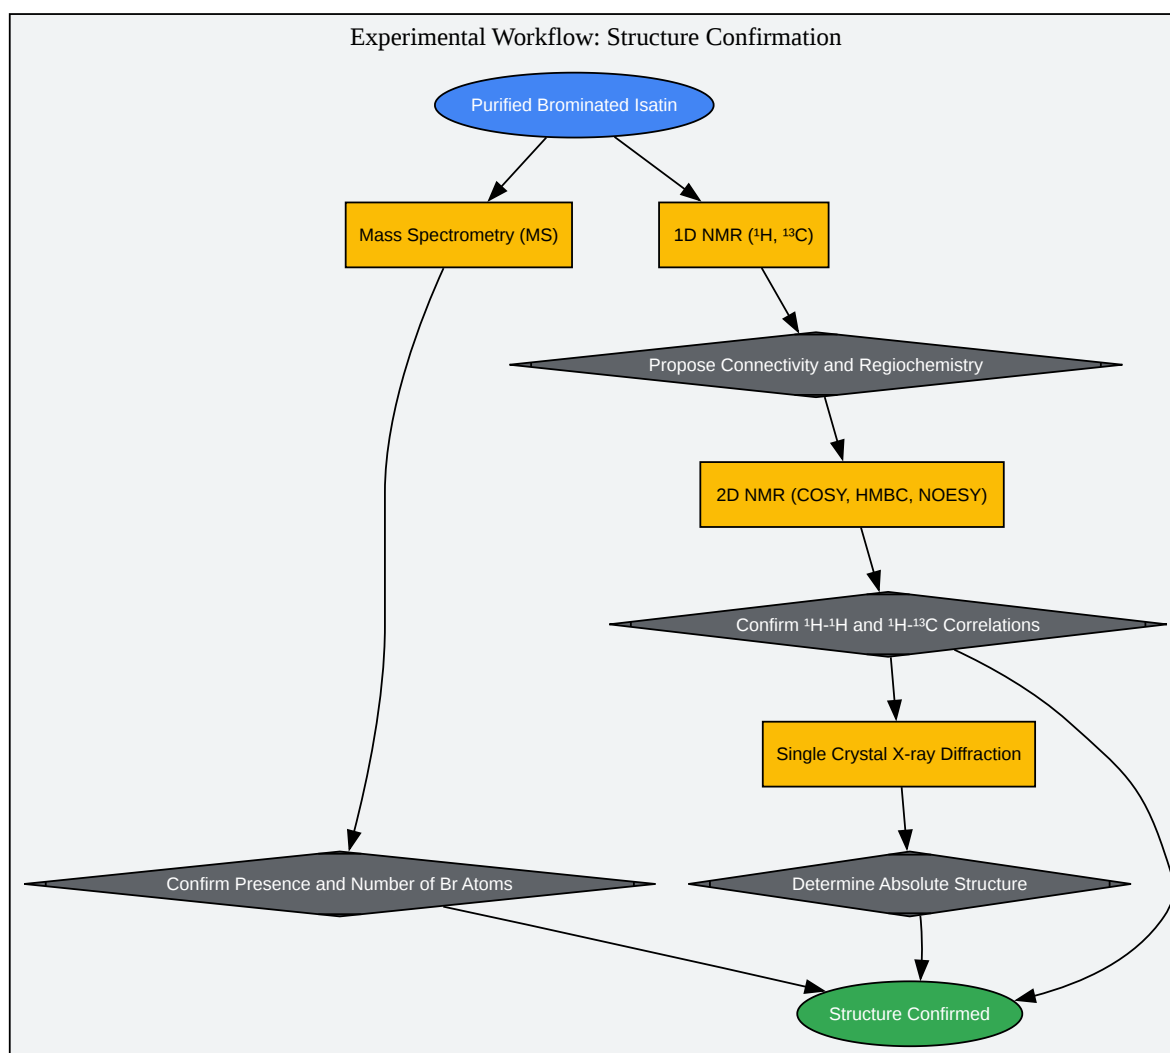 Experimental Workflow: Structure Confirmation
Purified Brominated Isatin
Mass Spectrometry (MS)
1D NMR (¹H, ¹³C)
Propose Connectivity and Regiochemistry
2D NMR (COSY, HMBC, NOESY)
Confirm ¹H-¹H and ¹H-¹³C Correlations
Single Crystal X-ray Diffraction
Confirm Presence and Number of Br Atoms
Determine Absolute Structure
Structure Confirmed